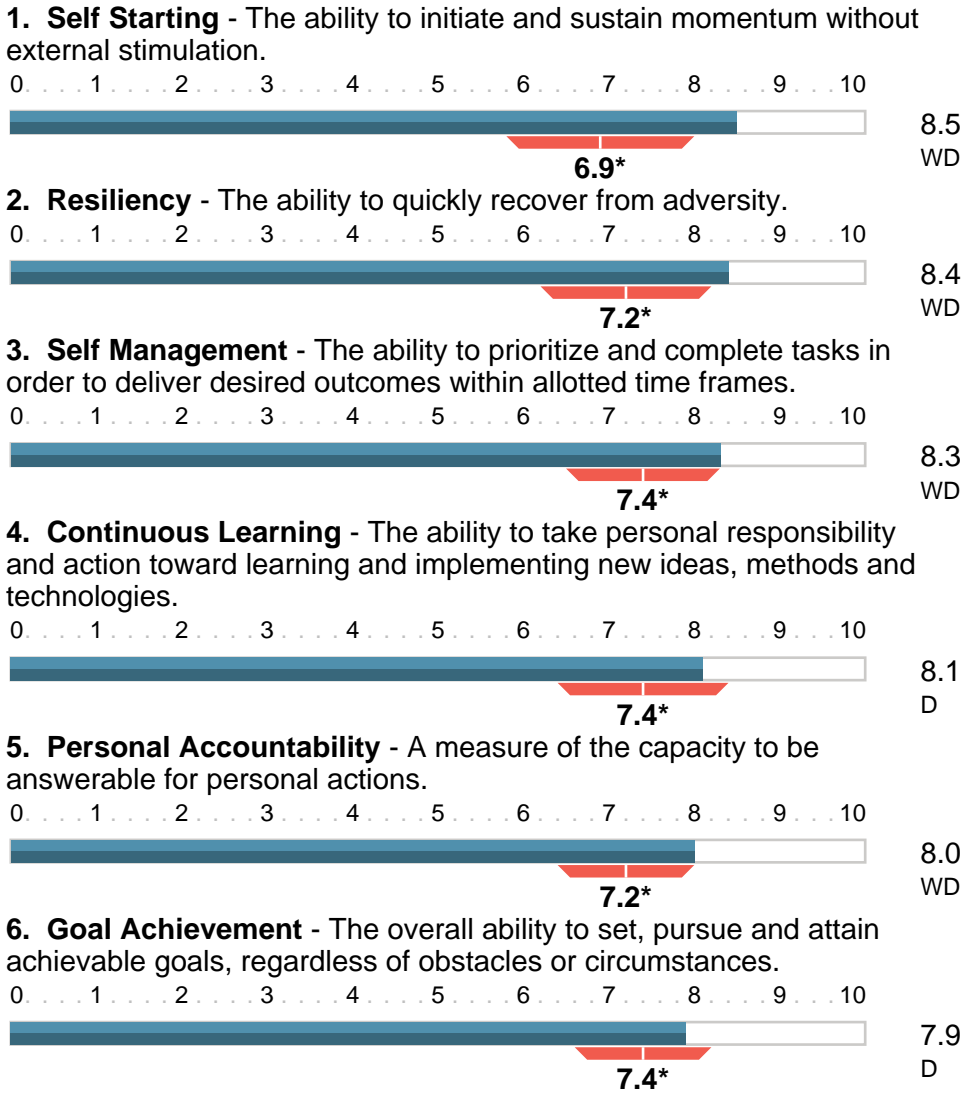 1. Self Starting - The ability to initiate and sustain momentum without
external stimulation.
0. . . . 1 . . . . 2 . . . . 3 . . . . 4 . . . . 5 . . . . 6 . . . . 7 . . . . 8 . . . . 9 . . . 10
8.5
WD
6.9*
2. Resiliency - The ability to quickly recover from adversity.
0. . . . 1 . . . . 2 . . . . 3 . . . . 4 . . . . 5 . . . . 6 . . . . 7 . . . . 8 . . . . 9 . . . 10
8.4
WD
7.2*
3. Self Management - The ability to prioritize and complete tasks in
order to deliver desired outcomes within allotted time frames.
0. . . . 1 . . . . 2 . . . . 3 . . . . 4 . . . . 5 . . . . 6 . . . . 7 . . . . 8 . . . . 9 . . . 10
8.3
WD
7.4*
4. Continuous Learning - The ability to take personal responsibility
and action toward learning and implementing new ideas, methods and
technologies.
0. . . . 1 . . . . 2 . . . . 3 . . . . 4 . . . . 5 . . . . 6 . . . . 7 . . . . 8 . . . . 9 . . . 10
8.1
D
7.4*
5. Personal Accountability - A measure of the capacity to be
answerable for personal actions.
0. . . . 1 . . . . 2 . . . . 3 . . . . 4 . . . . 5 . . . . 6 . . . . 7 . . . . 8 . . . . 9 . . . 10
8.0
WD
7.2*
6. Goal Achievement - The overall ability to set, pursue and attain
achievable goals, regardless of obstacles or circumstances.
0. . . . 1 . . . . 2 . . . . 3 . . . . 4 . . . . 5 . . . . 6 . . . . 7 . . . . 8 . . . . 9 . . . 10
7.9
D
7.4*